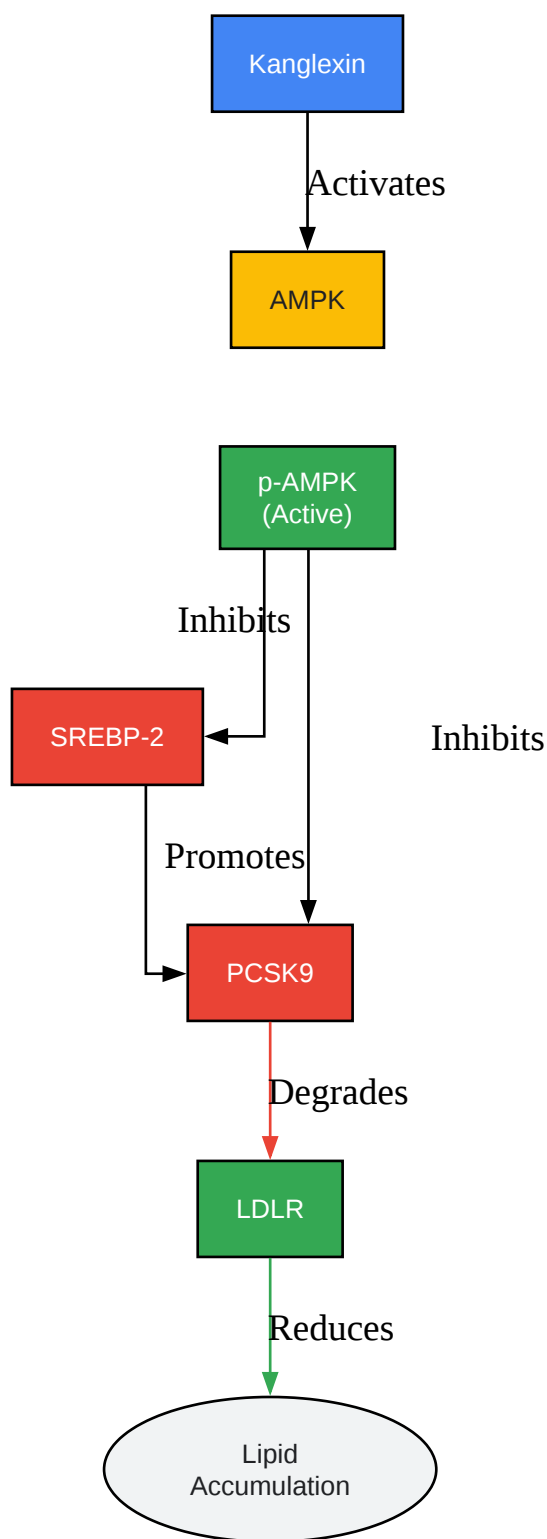 Kanglexin
Activates
AMPK
p-AMPK
(Active)
Inhibits
SREBP-2
Inhibits
Promotes
PCSK9
Degrades
LDLR
Reduces
Lipid
Accumulation